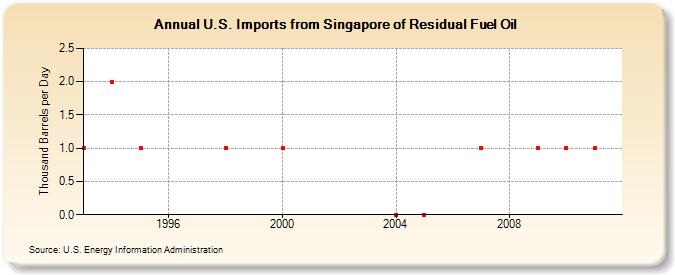 Annual U.S. Imports from Singapore of Residual Fuel Oil
Thousand Barrels per Day
2.5
2.0
1.5
1.0
0.5
0.0
1996 2000 2004 2008
Source: U.S. Energy Information Administration